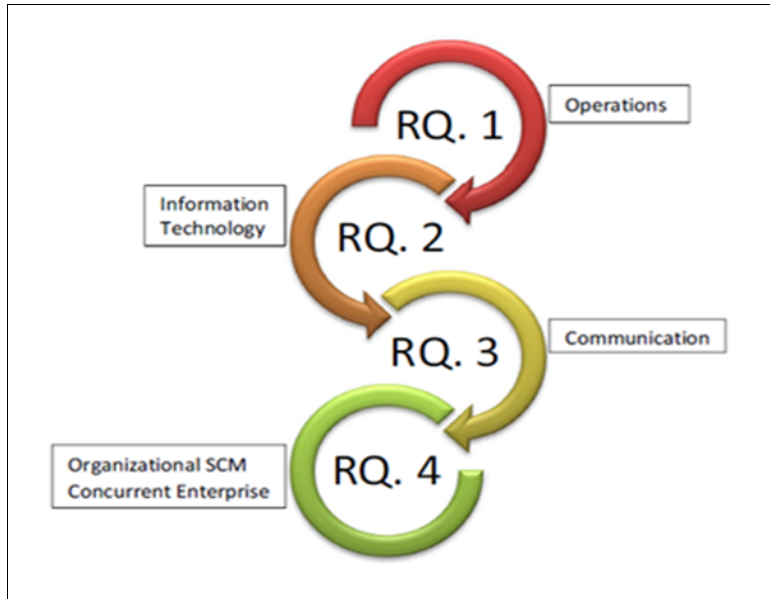 RQ. 1
Operations
Information
Technology
RQ. 2
RQ. 3
Communication
Organizational SCM
Concurrent Enterprise
RQ. 4